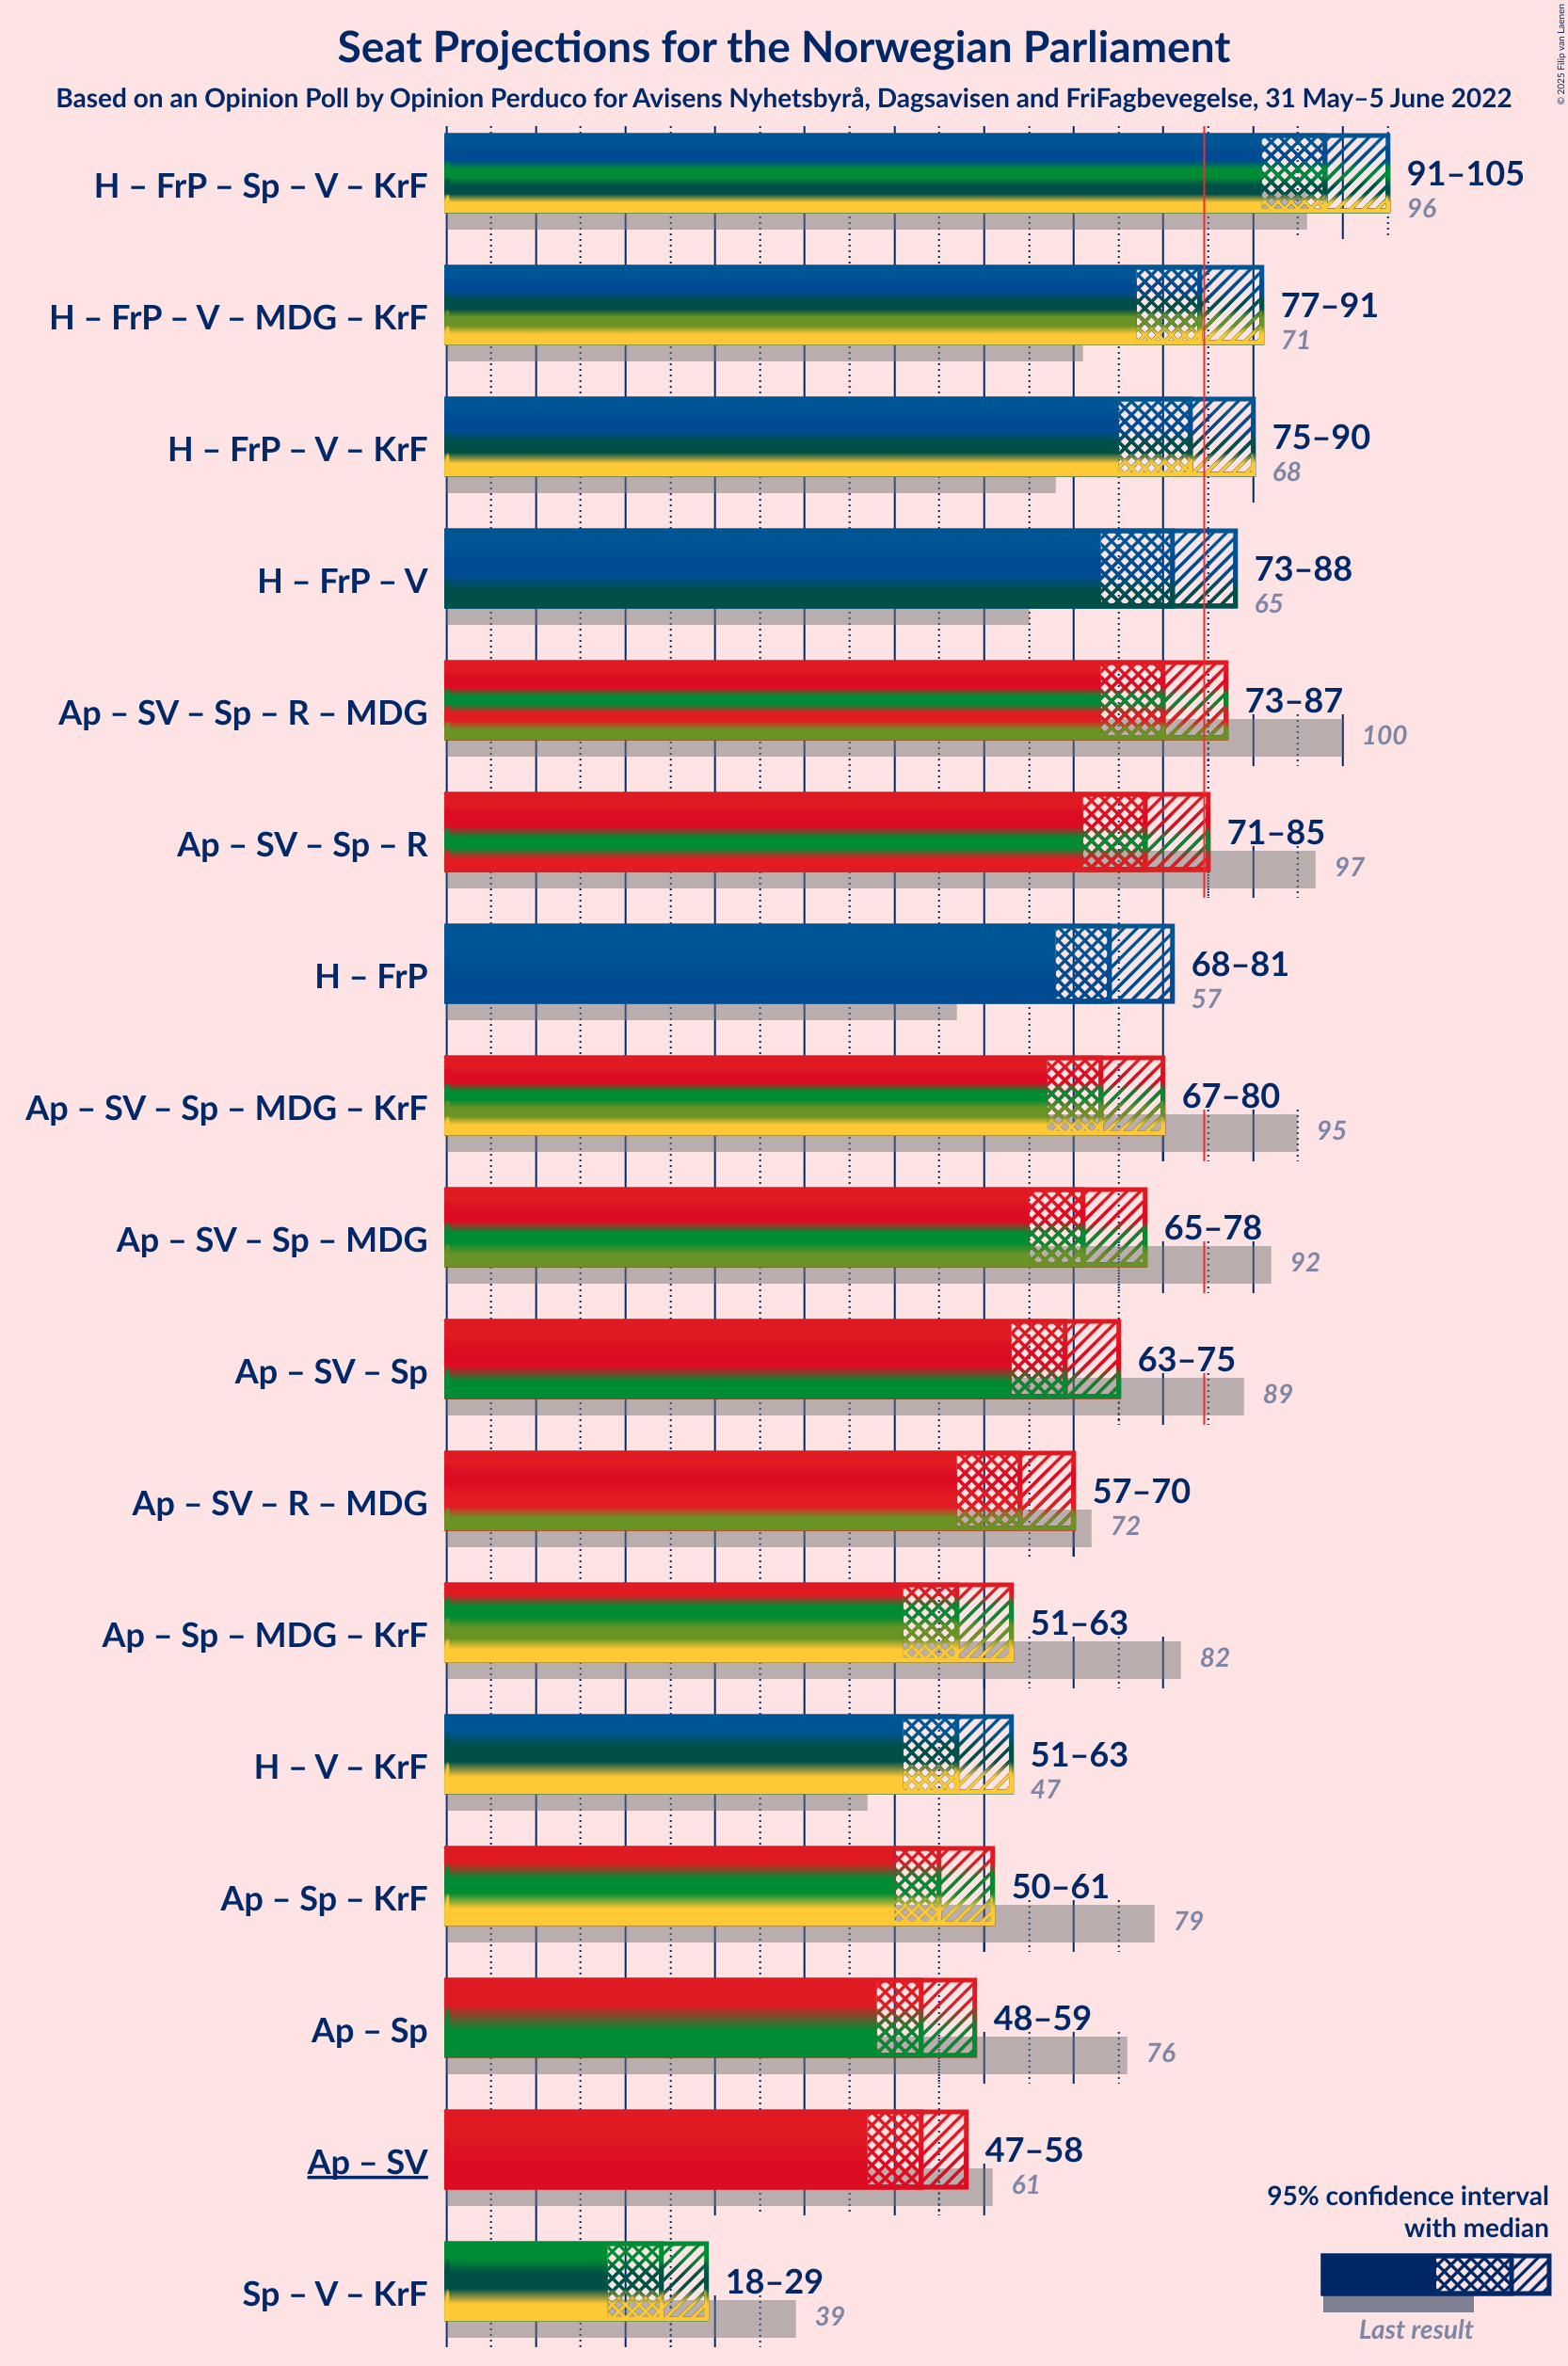 Seat Projections for the Norwegian Parliament
Based on an Opinion Poll by Opinion Perduco for Avisens Nyhetsbyrå, Dagsavisen and FriFagbevegelse, 31 May–5 June 2022
© 2025 Filip van Laenen
H – FrP – Sp – V – KrF
91–105
96
H – FrP – V – MDG – KrF
77–91
71
H – FrP – V – KrF
75–90
68
H – FrP – V
73–88
65
Ap – SV – Sp – R – MDG
73–87
100
Ap – SV – Sp – R
71–85
97
H – FrP
68–81
57
Ap – SV – Sp – MDG – KrF
67–80
95
Ap – SV – Sp – MDG
65–78
92
Ap – SV – Sp
63–75
89
Ap – SV – R – MDG
57–70
72
Ap – Sp – MDG – KrF
51–63
82
H – V – KrF
51–63
47
Ap – Sp – KrF
50–61
79
Ap – Sp
48–59
76
Ap – SV
47–58
61
Sp – V – KrF
18–29
39
95% confidence interval
with median
Last result